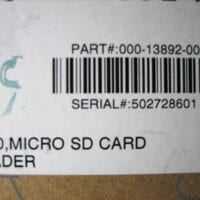 PART#:000-13892-00
SERIAL#:502728601
,MICRO SD CARD
ADER